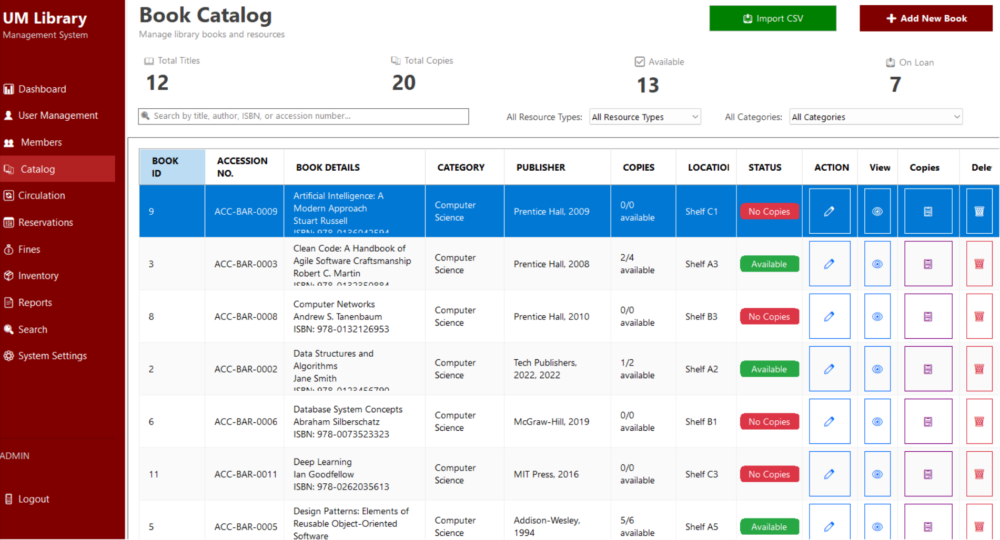 UM Library
Management System
Dashboard
User Management
Members
Catalog
Circulation
Reservations
Fines
Inventory
Reports
Search
System Settings
ADMIN
Logout
Book Catalog
Manage library books and resources
Import CSV
Add New Book
Total Titles
12
Total Copies
20
Available
13
On Loan
7
Search by title, author, ISBN, or accession number...
All Resource Types:
All Resource Types
All Categories:
All Categories
BOOK
ID
ACCESSION
NO.
BOOK DETAILS
CATEGORY
PUBLISHER
COPIES
LOCATIO
STATUS
ACTION
View
Copies
Dele
9
ACC-BAR-0009
Artificial Intelligence: A
Modern Approach
Stuart Russell
ISBN: 978-0136042594
Computer
Science
Prentice Hall, 2009
0/0
available
Shelf C1
No Copies
3
ACC-BAR-0003
Clean Code: A Handbook of
Agile Software Craftsmanship
Robert C. Martin
ISBN: 978-0132350884
Computer
Science
Prentice Hall, 2008
2/4
available
Shelf A3
Available
8
ACC-BAR-0008
Computer Networks
Andrew S. Tanenbaum
ISBN: 978-0132126953
Computer
Science
Prentice Hall, 2010
0/0
available
Shelf B3
No Copies
2
ACC-BAR-0002
Data Structures and
Algorithms
Jane Smith
ISBN: 978-0123456790
Computer
Science
Tech Publishers,
2022, 2022
1/2
available
Shelf A2
Available
6
ACC-BAR-0006
Database System Concepts
Abraham Silberschatz
ISBN: 978-0073523323
Computer
Science
McGraw-Hill, 2019
0/0
available
Shelf B1
No Copies
11
ACC-BAR-0011
Deep Learning
Ian Goodfellow
ISBN: 978-0262035613
Computer
Science
MIT Press, 2016
0/0
available
Shelf C3
No Copies
5
ACC-BAR-0005
Design Patterns: Elements of
Reusable Object-Oriented
Software
Computer
Science
Addison-Wesley,
1994
5/6
available
Shelf A5
Available